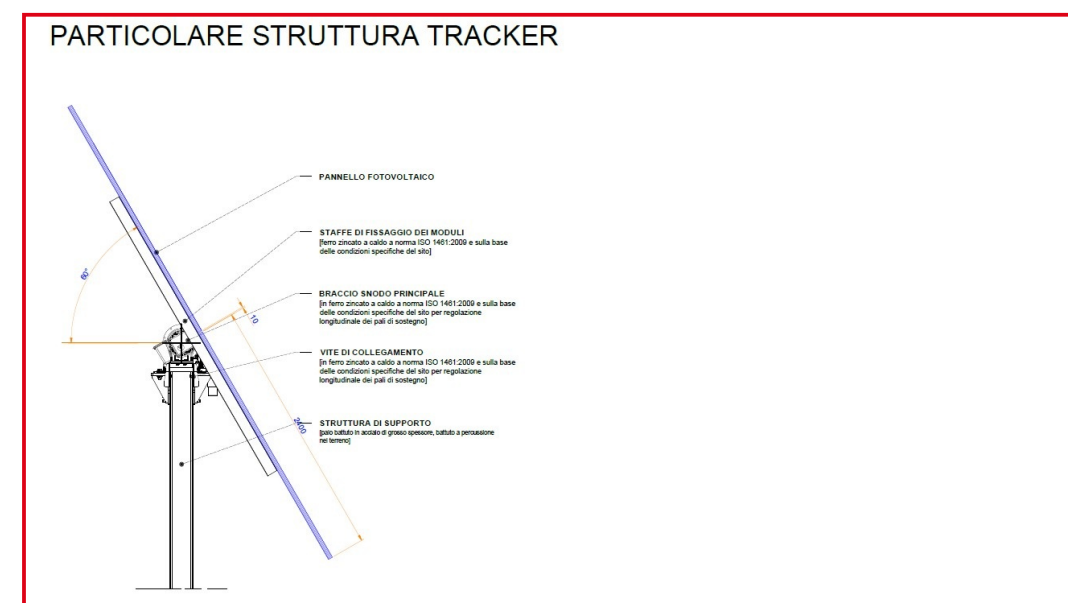 PARTICOLARE STRUTTURA TRACKER
PANNELLO FOTOVOLTAICO
STAFFE DI FISSAGGIO DEI MODULI
[ferro zincato a caldo a norma ISO 1461:2009 e sulla base
delle condizioni specifiche del sito]
60°
BRACCIO SNODO PRINCIPALE
[in ferro zincato a caldo a norma ISO 1461:2009 e sulla base
delle condizioni specifiche del sito per regolazione
longitudinale dei pali di sostegno]
10
VITE DI COLLEGAMENTO
[in ferro zincato a caldo a norma ISO 1461:2009 e sulla base
delle condizioni specifiche del sito per regolazione
longitudinale dei pali di sostegno]
2400
STRUTTURA DI SUPPORTO
[palo battuto in acciaio di grosso spessore, battuto a percussione
nel terreno]